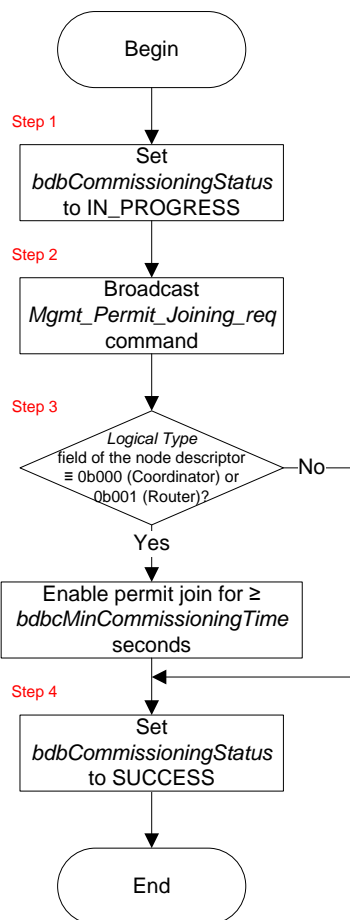 Begin
Step 1
Set
bdbCommissioningStatus
to IN_PROGRESS
Step 2
Broadcast
Mgmt_Permit_Joining_req
command
Step 3
Logical Type
field of the node descriptor
≡ 0b000 (Coordinator) or
0b001 (Router)?
No
Yes
Enable permit join for ≥
bdbcMinCommissioningTime
seconds
Step 4
Set
bdbCommissioningStatus
to SUCCESS
End